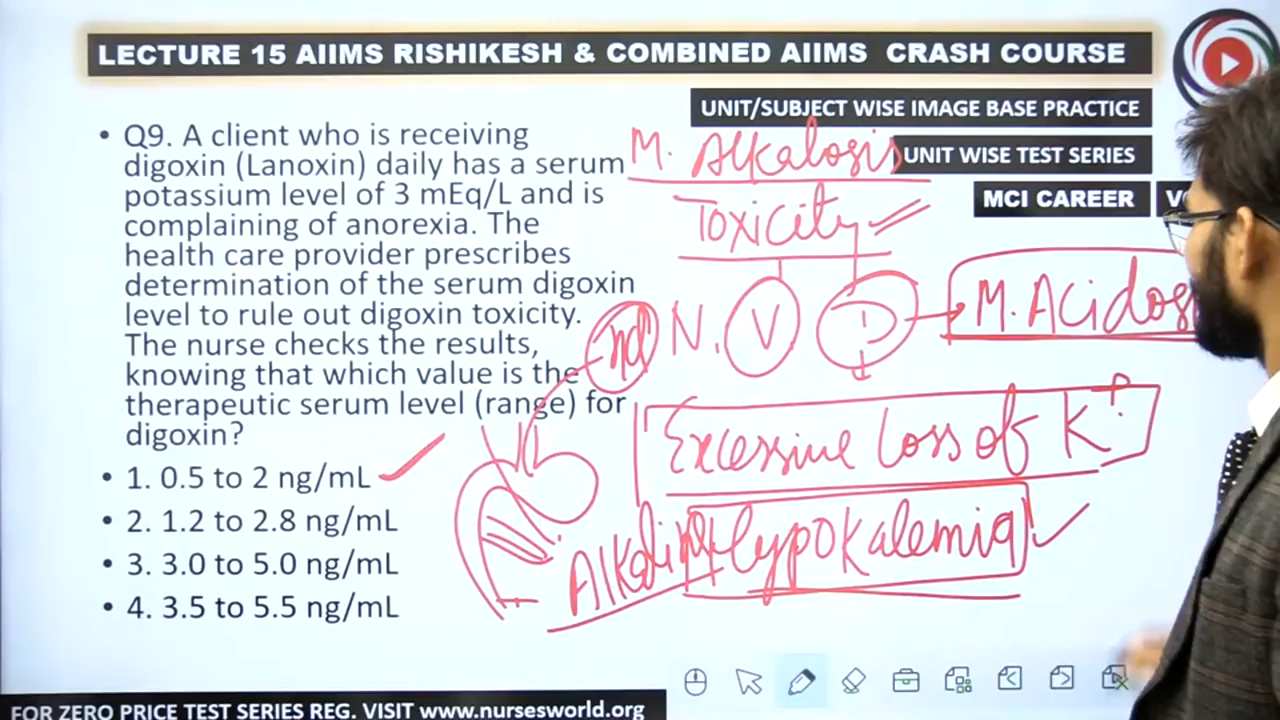 LECTURE 15 AIIMS RISHIKESH & COMBINED AIIMS CRASH COURSE
UNIT/SUBJECT WISE IMAGE BASE PRACTICE
UNIT WISE TEST SERIES
MCI CAREER
• Q9. A client who is receiving
digoxin (Lanoxin) daily has a serum
potassium level of 3 mEq/L and is
complaining of anorexia. The
health care provider prescribes
determination of the serum digoxin
level to rule out digoxin toxicity.
The nurse checks the results,
knowing that which value is the
therapeutic serum level (range) for
digoxin?
• 1. 0.5 to 2 ng/mL
• 2. 1.2 to 2.8 ng/mL
• 3. 3.0 to 5.0 ng/mL
• 4. 3.5 to 5.5 ng/mL
M. Alkalosis
Toxicity
N. V D
M. Acidos
Excessive Loss of K+
Hypokalemia
FOR ZERO PRICE TEST SERIES REG. VISIT www.nursesworld.org